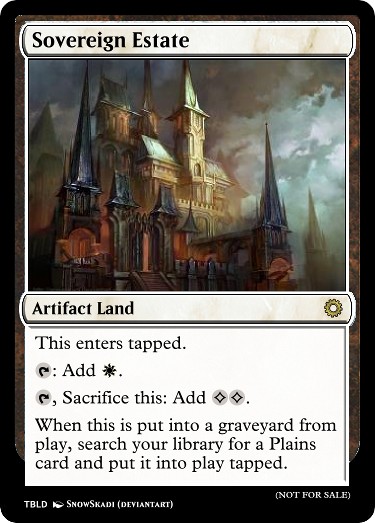 Sovereign Estate
Artifact Land
This enters tapped.
: Add .
, Sacrifice this: Add .
When this is put into a graveyard from
play, search your library for a Plains
card and put it into play tapped.
(NOT FOR SALE)
TBLD SnowSkadi (deviantart)